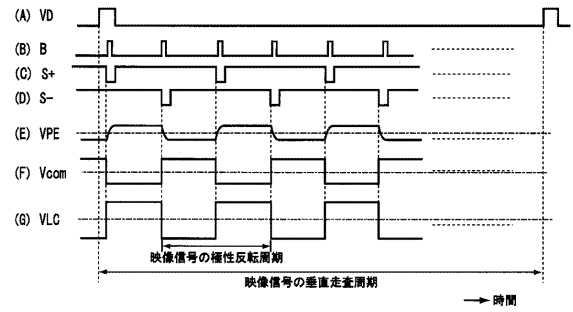 (A) VD
(B) B
(C) S+
(D) S−
(E) VPE
(F) Vcom
(G) VLC
映像信号の極性反転周期
映像信号の垂直走査周期
時間